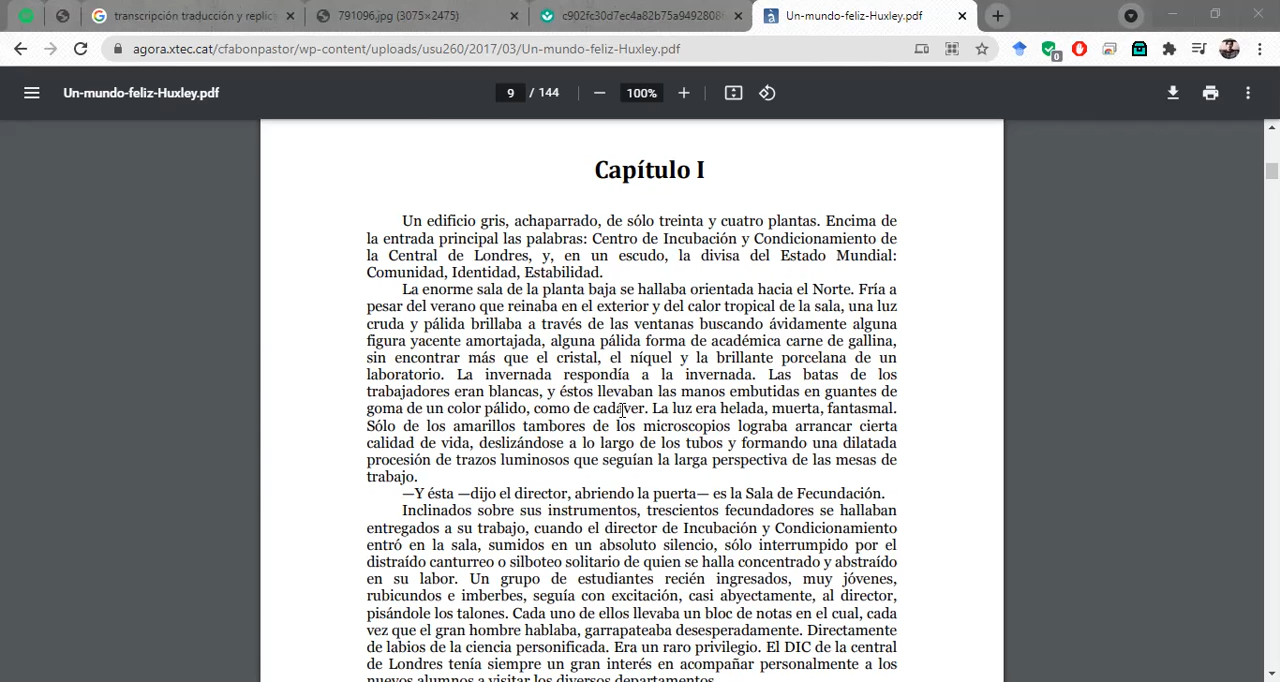 transcripción traducción y replic
791096.jpg (3075×2475)
c902fc30d7ec4a82b75a9492808
Un-mundo-feliz-Huxley.pdf
agora.xtec.cat/cfabonpastor/wp-content/uploads/usu260/2017/03/Un-mundo-feliz-Huxley.pdf
0
Un-mundo-feliz-Huxley.pdf
9 / 144
100%
Capítulo I
Un edificio gris, achaparrado, de sólo treinta y cuatro plantas. Encima de
la entrada principal las palabras: Centro de Incubación y Condicionamiento de
la Central de Londres, y, en un escudo, la divisa del Estado Mundial:
Comunidad, Identidad, Estabilidad.
La enorme sala de la planta baja se hallaba orientada hacia el Norte. Fría a
pesar del verano que reinaba en el exterior y del calor tropical de la sala, una luz
cruda y pálida brillaba a través de las ventanas buscando ávidamente alguna
figura yacente amortajada, alguna pálida forma de académica carne de gallina,
sin encontrar más que el cristal, el níquel y la brillante porcelana de un
laboratorio. La invernada respondía a la invernada. Las batas de los
trabajadores eran blancas, y éstos llevaban las manos embutidas en guantes de
goma de un color pálido, como de cadáver. La luz era helada, muerta, fantasmal.
Sólo de los amarillos tambores de los microscopios lograba arrancar cierta
calidad de vida, deslizándose a lo largo de los tubos y formando una dilatada
procesión de trazos luminosos que seguían la larga perspectiva de las mesas de
trabajo.
—Y ésta —dijo el director, abriendo la puerta— es la Sala de Fecundación.
Inclinados sobre sus instrumentos, trescientos fecundadores se hallaban
entregados a su trabajo, cuando el director de Incubación y Condicionamiento
entró en la sala, sumidos en un absoluto silencio, sólo interrumpido por el
distraído canturreo o silboteo solitario de quien se halla concentrado y abstraído
en su labor. Un grupo de estudiantes recién ingresados, muy jóvenes,
rubicundos e imberbes, seguía con excitación, casi abyectamente, al director,
pisándole los talones. Cada uno de ellos llevaba un bloc de notas en el cual, cada
vez que el gran hombre hablaba, garrapateaba desesperadamente. Directamente
de labios de la ciencia personificada. Era un raro privilegio. El DIC de la central
de Londres tenía siempre un gran interés en acompañar personalmente a los
nuevos alumnos a visitar los diversos departamentos.